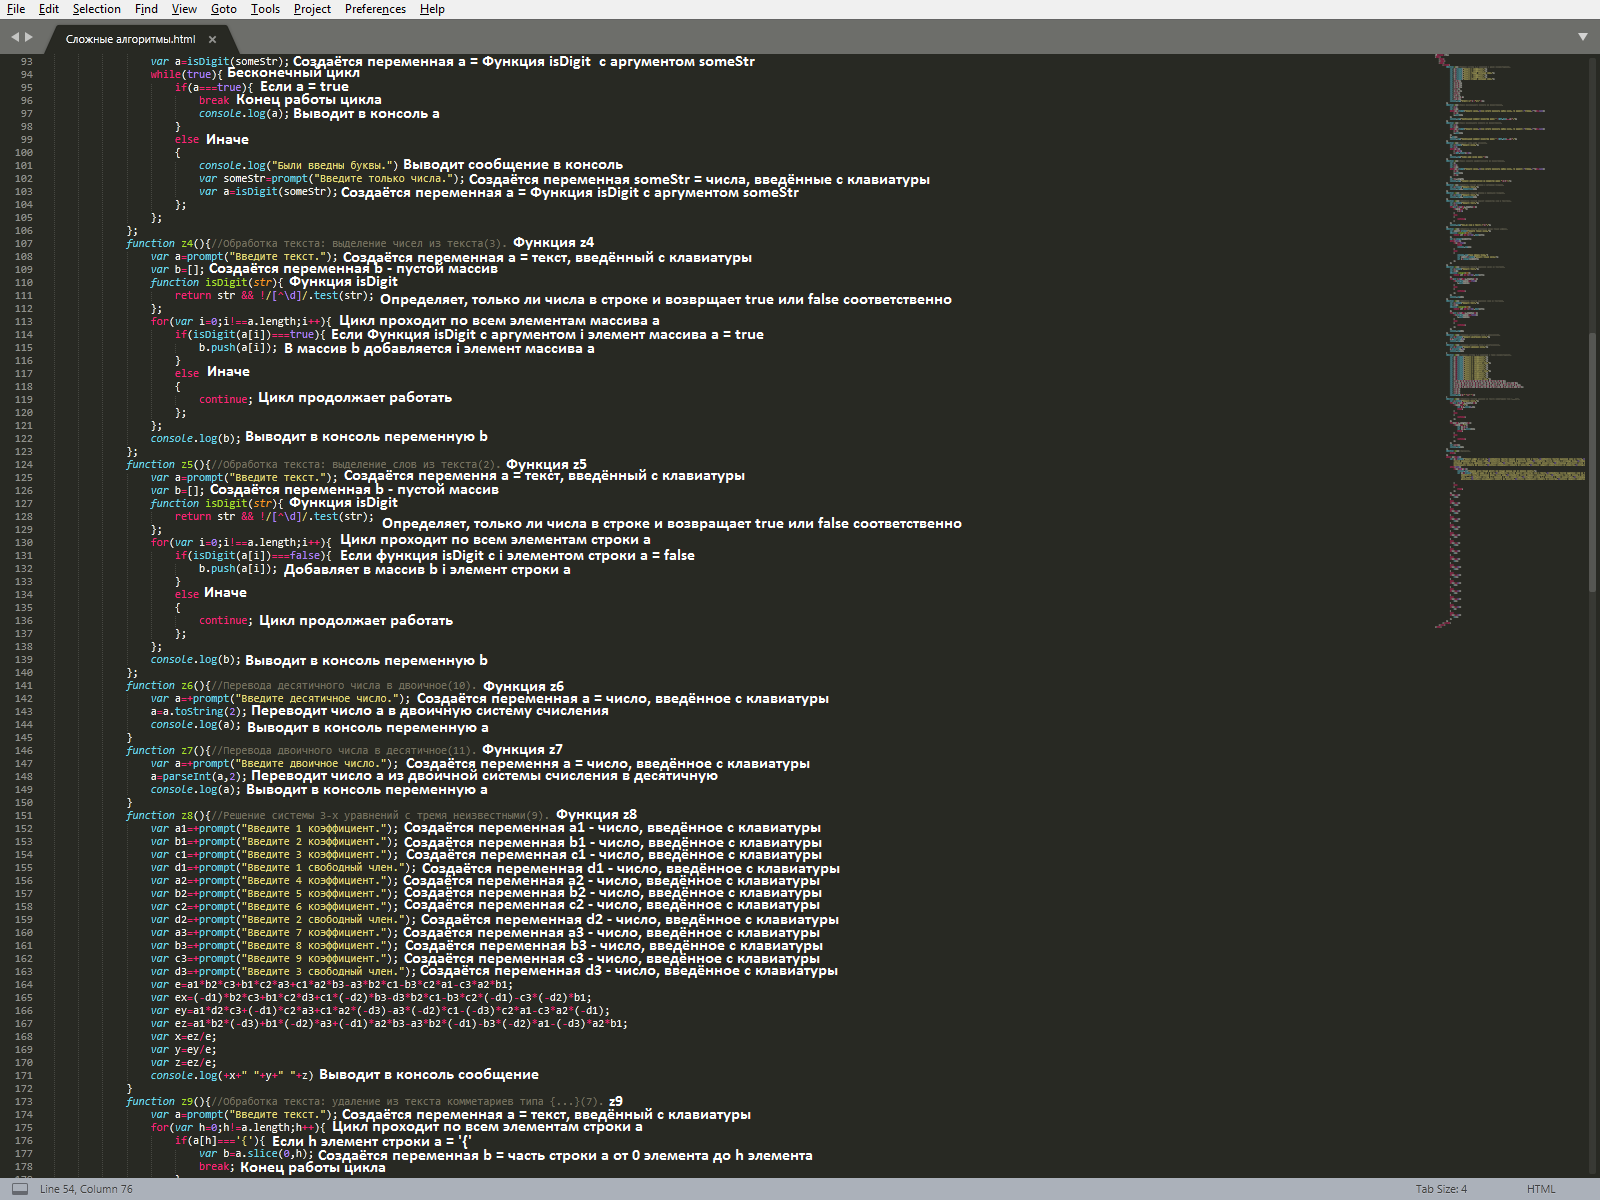 File Edit Selection Find View Goto Tools Project Preferences Help
Сложные алгоритмы.html ×
93 var a=isDigit(someStr); Создаётся переменная a = Функция isDigit с аргументом someStr
94 while(true){ Бесконечный цикл
95 if(a===true){ Если a = true
96 break Конец работы цикла
97 console.log(a); Выводит в консоль a
98 }
99 else Иначе
100 {
101 console.log("Были введны буквы.") Выводит сообщение в консоль
102 var someStr=prompt("Введите только числа."); Создаётся переменная someStr = числа, введённые с клавиатуры
103 var a=isDigit(someStr); Создаётся переменная a = Функция isDigit с аргументом someStr
104 };
105 };
106 };
107 function z4(){//Обработка текста: выделение чисел из текста(3). Функция z4
108 var a=prompt("Введите текст."); Создаётся переменная a = текст, введённый с клавиатуры
109 var b=[]; Создаётся переменная b - пустой массив
110 function isDigit(str){ Функция isDigit
111 return str && !/[^\d]/.test(str); Определяет, только ли числа в строке и возврщает true или false соответственно
112 };
113 for(var i=0;i!==a.length;i++){ Цикл проходит по всем элементам массива a
114 if(isDigit(a[i])===true){ Если Функция isDigit с аргументом i элемент массива a = true
115 b.push(a[i]); В массив b добавляется i элемент массива a
116 }
117 else Иначе
118 {
119 continue; Цикл продолжает работать
120 };
121 };
122 console.log(b); Выводит в консоль переменную b
123 };
124 function z5(){//Обработка текста: выделение слов из текста(2). Функция z5
125 var a=prompt("Введите текст."); Создаётся перемення a = текст, введённый с клавиатуры
126 var b=[]; Создаётся переменная b - пустой массив
127 function isDigit(str){ Функция isDigit
128 return str && !/[^\d]/.test(str); Определяет, только ли числа в строке и возвращает true или false соответственно
129 };
130 for(var i=0;i!==a.length;i++){ Цикл проходит по всем элементам строки a
131 if(isDigit(a[i])===false){ Если функция isDigit с i элементом строки a = false
132 b.push(a[i]); Добавляет в массив b i элемент строки a
133 }
134 else Иначе
135 {
136 continue; Цикл продолжает работать
137 };
138 };
139 console.log(b); Выводит в консоль переменную b
140 };
141 function z6(){//Перевода десятичного числа в двоичное(10). Функция z6
142 var a=+prompt("Введите десятичное число."); Создаётся переменная a = число, введённое с клавиатуры
143 a=a.toString(2); Переводит число a в двоичную систему счисления
144 console.log(a); Выводит в консоль переменную a
145 }
146 function z7(){//Перевода двоичного числа в десятичное(11). Функция z7
147 var a=+prompt("Введите двоичное число."); Создаётся перемення a = число, введённое с клавиатуры
148 a=parseInt(a,2); Переводит число a из двоичной системы счисления в десятичную
149 console.log(a); Выводит в консоль переменную a
150 }
151 function z8(){//Решение системы 3-х уравнений с тремя неизвестными(9). Функция z8
152 var a1=+prompt("Введите 1 коэффициент."); Создаётся переменная a1 - число, введённое с клавиатуры
153 var b1=+prompt("Введите 2 коэффициент."); Создаётся переменная b1 - число, введённое с клавиатуры
154 var c1=+prompt("Введите 3 коэффициент."); Создаётся переменная c1 - число, введённое с клавиатуры
155 var d1=+prompt("Введите 1 свободный член."); Создаётся переменная d1 - число, введённое с клавиатуры
156 var a2=+prompt("Введите 4 коэффициент."); Создаётся переменная a2 - число, введённое с клавиатуры
157 var b2=+prompt("Введите 5 коэффициент."); Создаётся переменная b2 - число, введённое с клавиатуры
158 var c2=+prompt("Введите 6 коэффициент."); Создаётся переменная c2 - число, введённое с клавиатуры
159 var d2=+prompt("Введите 2 свободный член."); Создаётся переменная d2 - число, введённое с клавиатуры
160 var a3=+prompt("Введите 7 коэффициент."); Создаётся переменная a3 - число, введённое с клавиатуры
161 var b3=+prompt("Введите 8 коэффициент."); Создаётся переменная b3 - число, введённое с клавиатуры
162 var c3=+prompt("Введите 9 коэффициент."); Создаётся переменная c3 - число, введённое с клавиатуры
163 var d3=+prompt("Введите 3 свободный член."); Создаётся переменная d3 - число, введённое с клавиатуры
164 var e=a1*b2*c3+b1*c2*a3+c1*a2*b3-a3*b2*c1-b3*c2*a1-c3*a2*b1;
165 var ex=(-d1)*b2*c3+b1*c2*d3+c1*(-d2)*b3-d3*b2*c1-b3*c2*(-d1)-c3*(-d2)*b1;
166 var ey=a1*d2*c3+(-d1)*c2*a3+c1*a2*(-d3)-a3*(-d2)*c1-(-d3)*c2*a1-c3*a2*(-d1);
167 var ez=a1*b2*(-d3)+b1*(-d2)*a3+(-d1)*a2*b3-a3*b2*(-d1)-b3*(-d2)*a1-(-d3)*a2*b1;
168 var x=ez/e;
169 var y=ey/e;
170 var z=ez/e;
171 console.log(+x+" "+y+" "+z) Выводит в консоль сообщение
172 }
173 function z9(){//Обработка текста: удаление из текста комметариев типа {...}(7). z9
174 var a=prompt("Введите текст."); Создаётся переменная a = текст, введённый с клавиатуры
175 for(var h=0;h!=a.length;h++){ Цикл проходит по всем элементам строки a
176 if(a[h]==='{'){ Если h элемент строки a = '{'
177 var b=a.slice(0,h); Создаётся переменная b = часть строки a от 0 элемента до h элемента
178 break; Конец работы цикла
Line 54, Column 76 Tab Size: 4 HTML